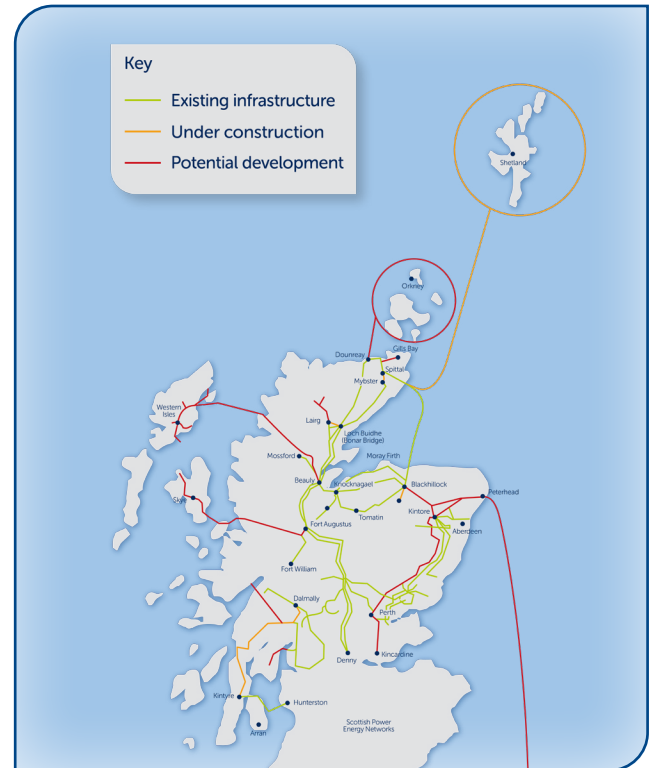 Key
Existing infrastructure
Under construction
Potential development
Shetland
Orkney
Gills Bay
Dounreay
Spittal
Mybster
Western
Isles
Lairg
Loch Buidhe
(Bonar Bridge)
Mossford
Moray Firth
Beauly
Knocknagael
Blackhillock
Peterhead
Skye
Tomatin
Kintore
Fort Augustus
Aberdeen
Fort William
Dalmally
Perth
Denny
Kincardine
Kintyre
Hunterston
Arran
Scottish Power
Energy Networks